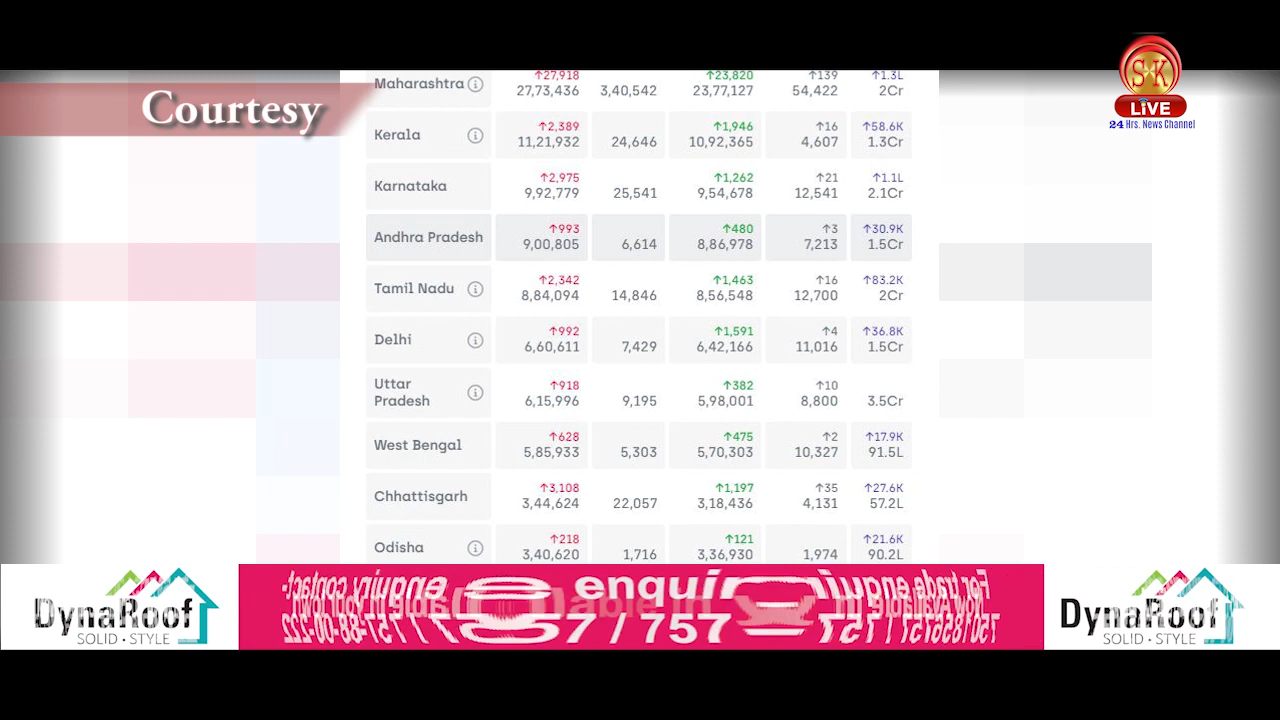 Courtesy
S K
LIVE
24 Hrs. News Channel
↑27,918 ↑23,820 ↑139 ↑1.3L
Maharashtra 27,73,436 3,40,542 23,77,127 54,422 2Cr
↑2,389 ↑1,946 ↑16 ↑58.6K
Kerala 11,21,932 24,646 10,92,365 4,607 1.3Cr
↑2,975 ↑1,262 ↑21 ↑1.1L
Karnataka 9,92,779 25,541 9,54,678 12,541 2.1Cr
↑993 ↑480 ↑3 ↑30.9K
Andhra Pradesh 9,00,805 6,614 8,86,978 7,213 1.5Cr
↑2,342 ↑1,463 ↑16 ↑83.2K
Tamil Nadu 8,84,094 14,846 8,56,548 12,700 2Cr
↑992 ↑1,591 ↑4 ↑36.8K
Delhi 6,60,611 7,429 6,42,166 11,016 1.5Cr
Uttar ↑918 ↑382 ↑10
Pradesh 6,15,996 9,195 5,98,001 8,800 3.5Cr
↑628 ↑475 ↑2 ↑17.9K
West Bengal 5,85,933 5,303 5,70,303 10,327 91.5L
↑3,108 ↑1,197 ↑35 ↑27.6K
Chhattisgarh 3,44,624 22,057 3,18,436 4,131 57.2L
↑218 ↑121 ↑21.6K
Odisha 3,40,620 1,716 3,36,930 1,974 90.2L
DynaRoof
SOLID • STYLE
For trade enquiry contact-
DynaRoof
SOLID • STYLE